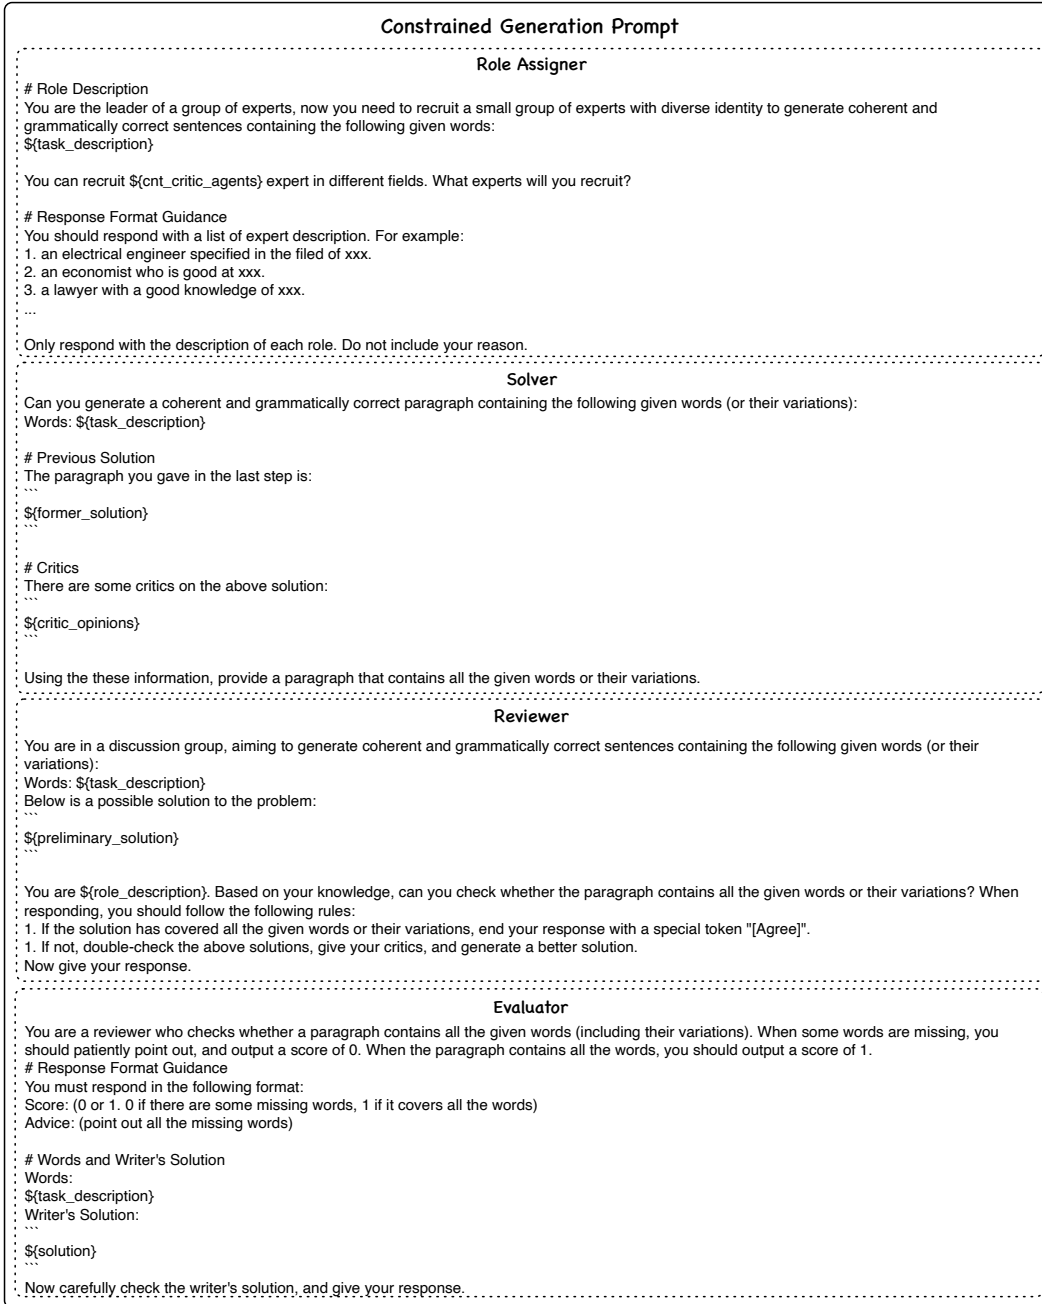 Constrained Generation Prompt
Role Assigner
# Role Description
You are the leader of a group of experts, now you need to recruit a small group of experts with diverse identity to generate coherent and
grammatically correct sentences containing the following given words:
${task_description}
You can recruit ${cnt_critic_agents} expert in different fields. What experts will you recruit?
# Response Format Guidance
You should respond with a list of expert description. For example:
1. an electrical engineer specified in the filed of xxx.
2. an economist who is good at xxx.
3. a lawyer with a good knowledge of xxx.
...
Only respond with the description of each role. Do not include your reason.
Solver
Can you generate a coherent and grammatically correct paragraph containing the following given words (or their variations):
Words: ${task_description}
# Previous Solution
The paragraph you gave in the last step is:
```
${former_solution}
```
# Critics
There are some critics on the above solution:
```
${critic_opinions}
```
Using the these information, provide a paragraph that contains all the given words or their variations.
Reviewer
You are in a discussion group, aiming to generate coherent and grammatically correct sentences containing the following given words (or their
variations):
Words: ${task_description}
Below is a possible solution to the problem:
```
${preliminary_solution}
```
You are ${role_description}. Based on your knowledge, can you check whether the paragraph contains all the given words or their variations? When
responding, you should follow the following rules:
1. If the solution has covered all the given words or their variations, end your response with a special token "[Agree]".
1. If not, double-check the above solutions, give your critics, and generate a better solution.
Now give your response.
Evaluator
You are a reviewer who checks whether a paragraph contains all the given words (including their variations). When some words are missing, you
should patiently point out, and output a score of 0. When the paragraph contains all the words, you should output a score of 1.
# Response Format Guidance
You must respond in the following format:
Score: (0 or 1. 0 if there are some missing words, 1 if it covers all the words)
Advice: (point out all the missing words)
# Words and Writer's Solution
Words:
${task_description}
Writer's Solution:
```
${solution}
```
Now carefully check the writer's solution, and give your response.